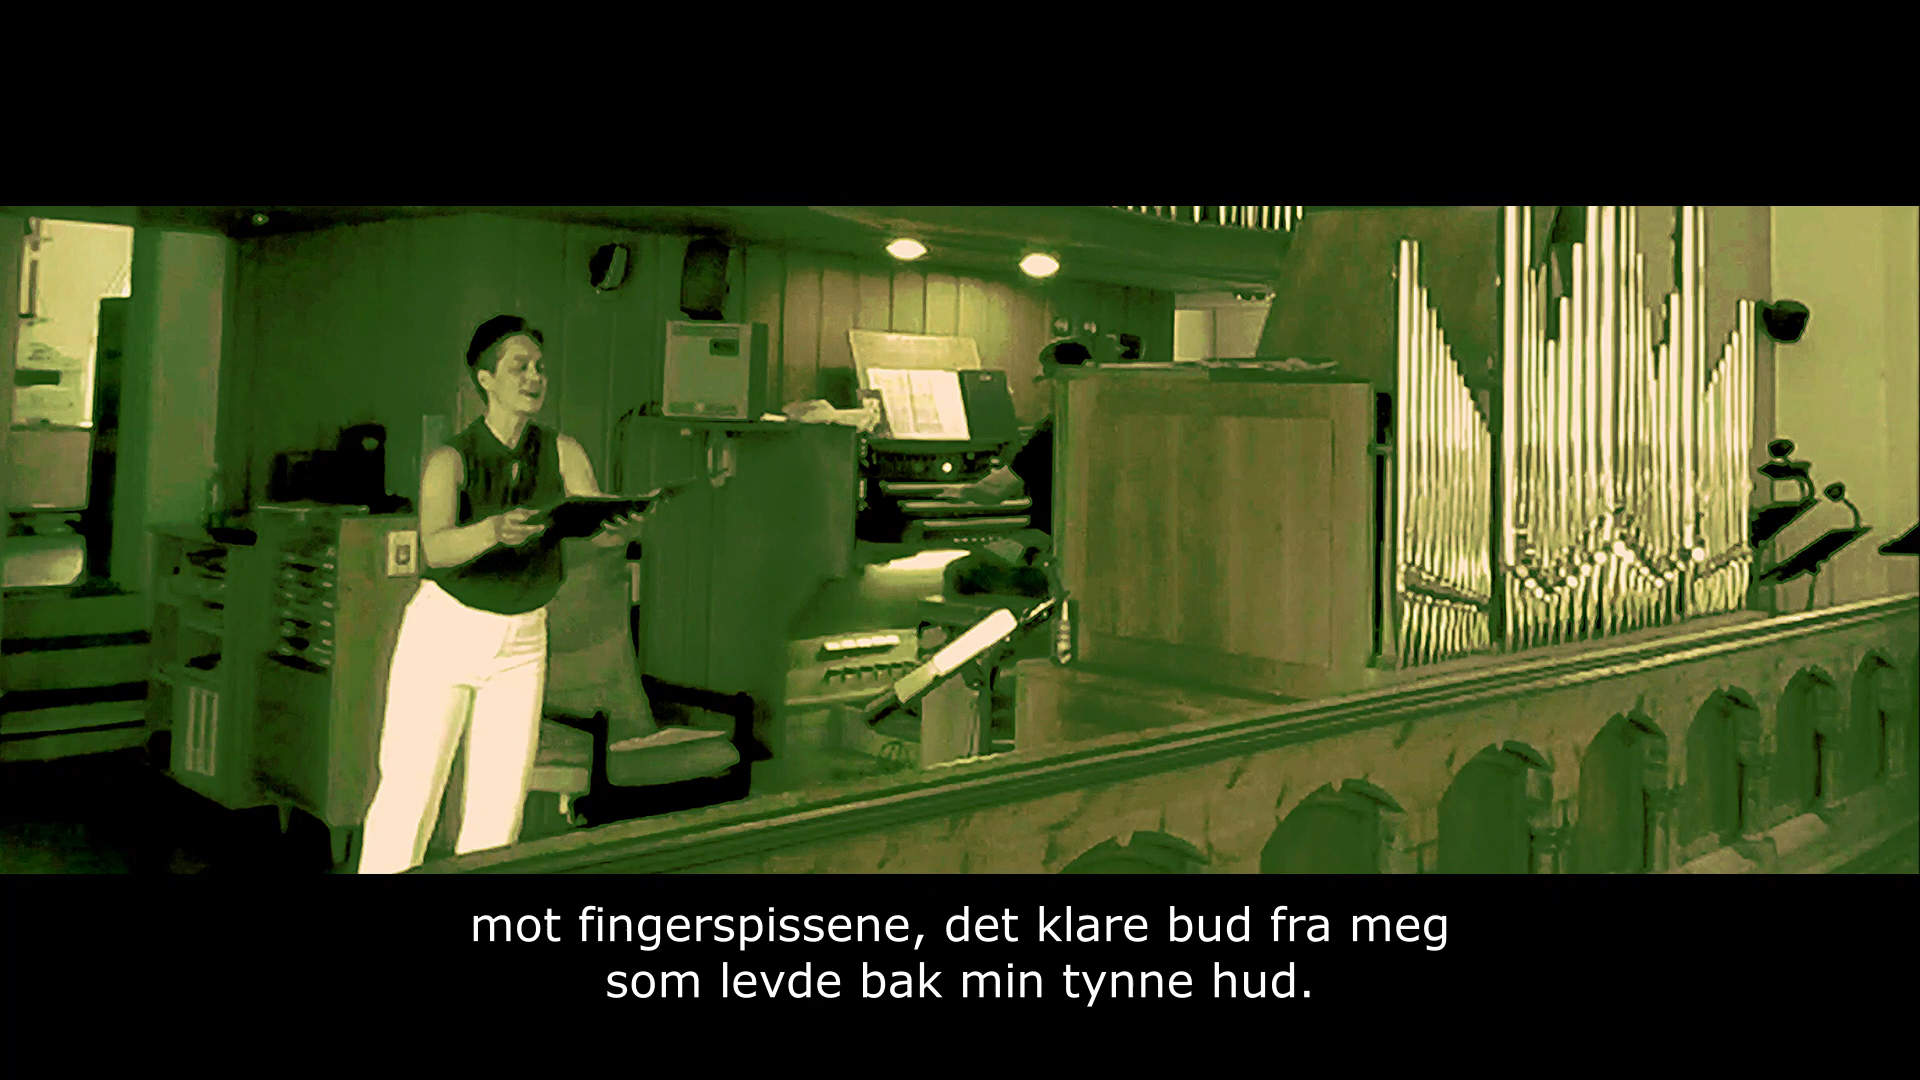 mot fingerspissene, det klare bud fra meg
som levde bak min tynne hud.